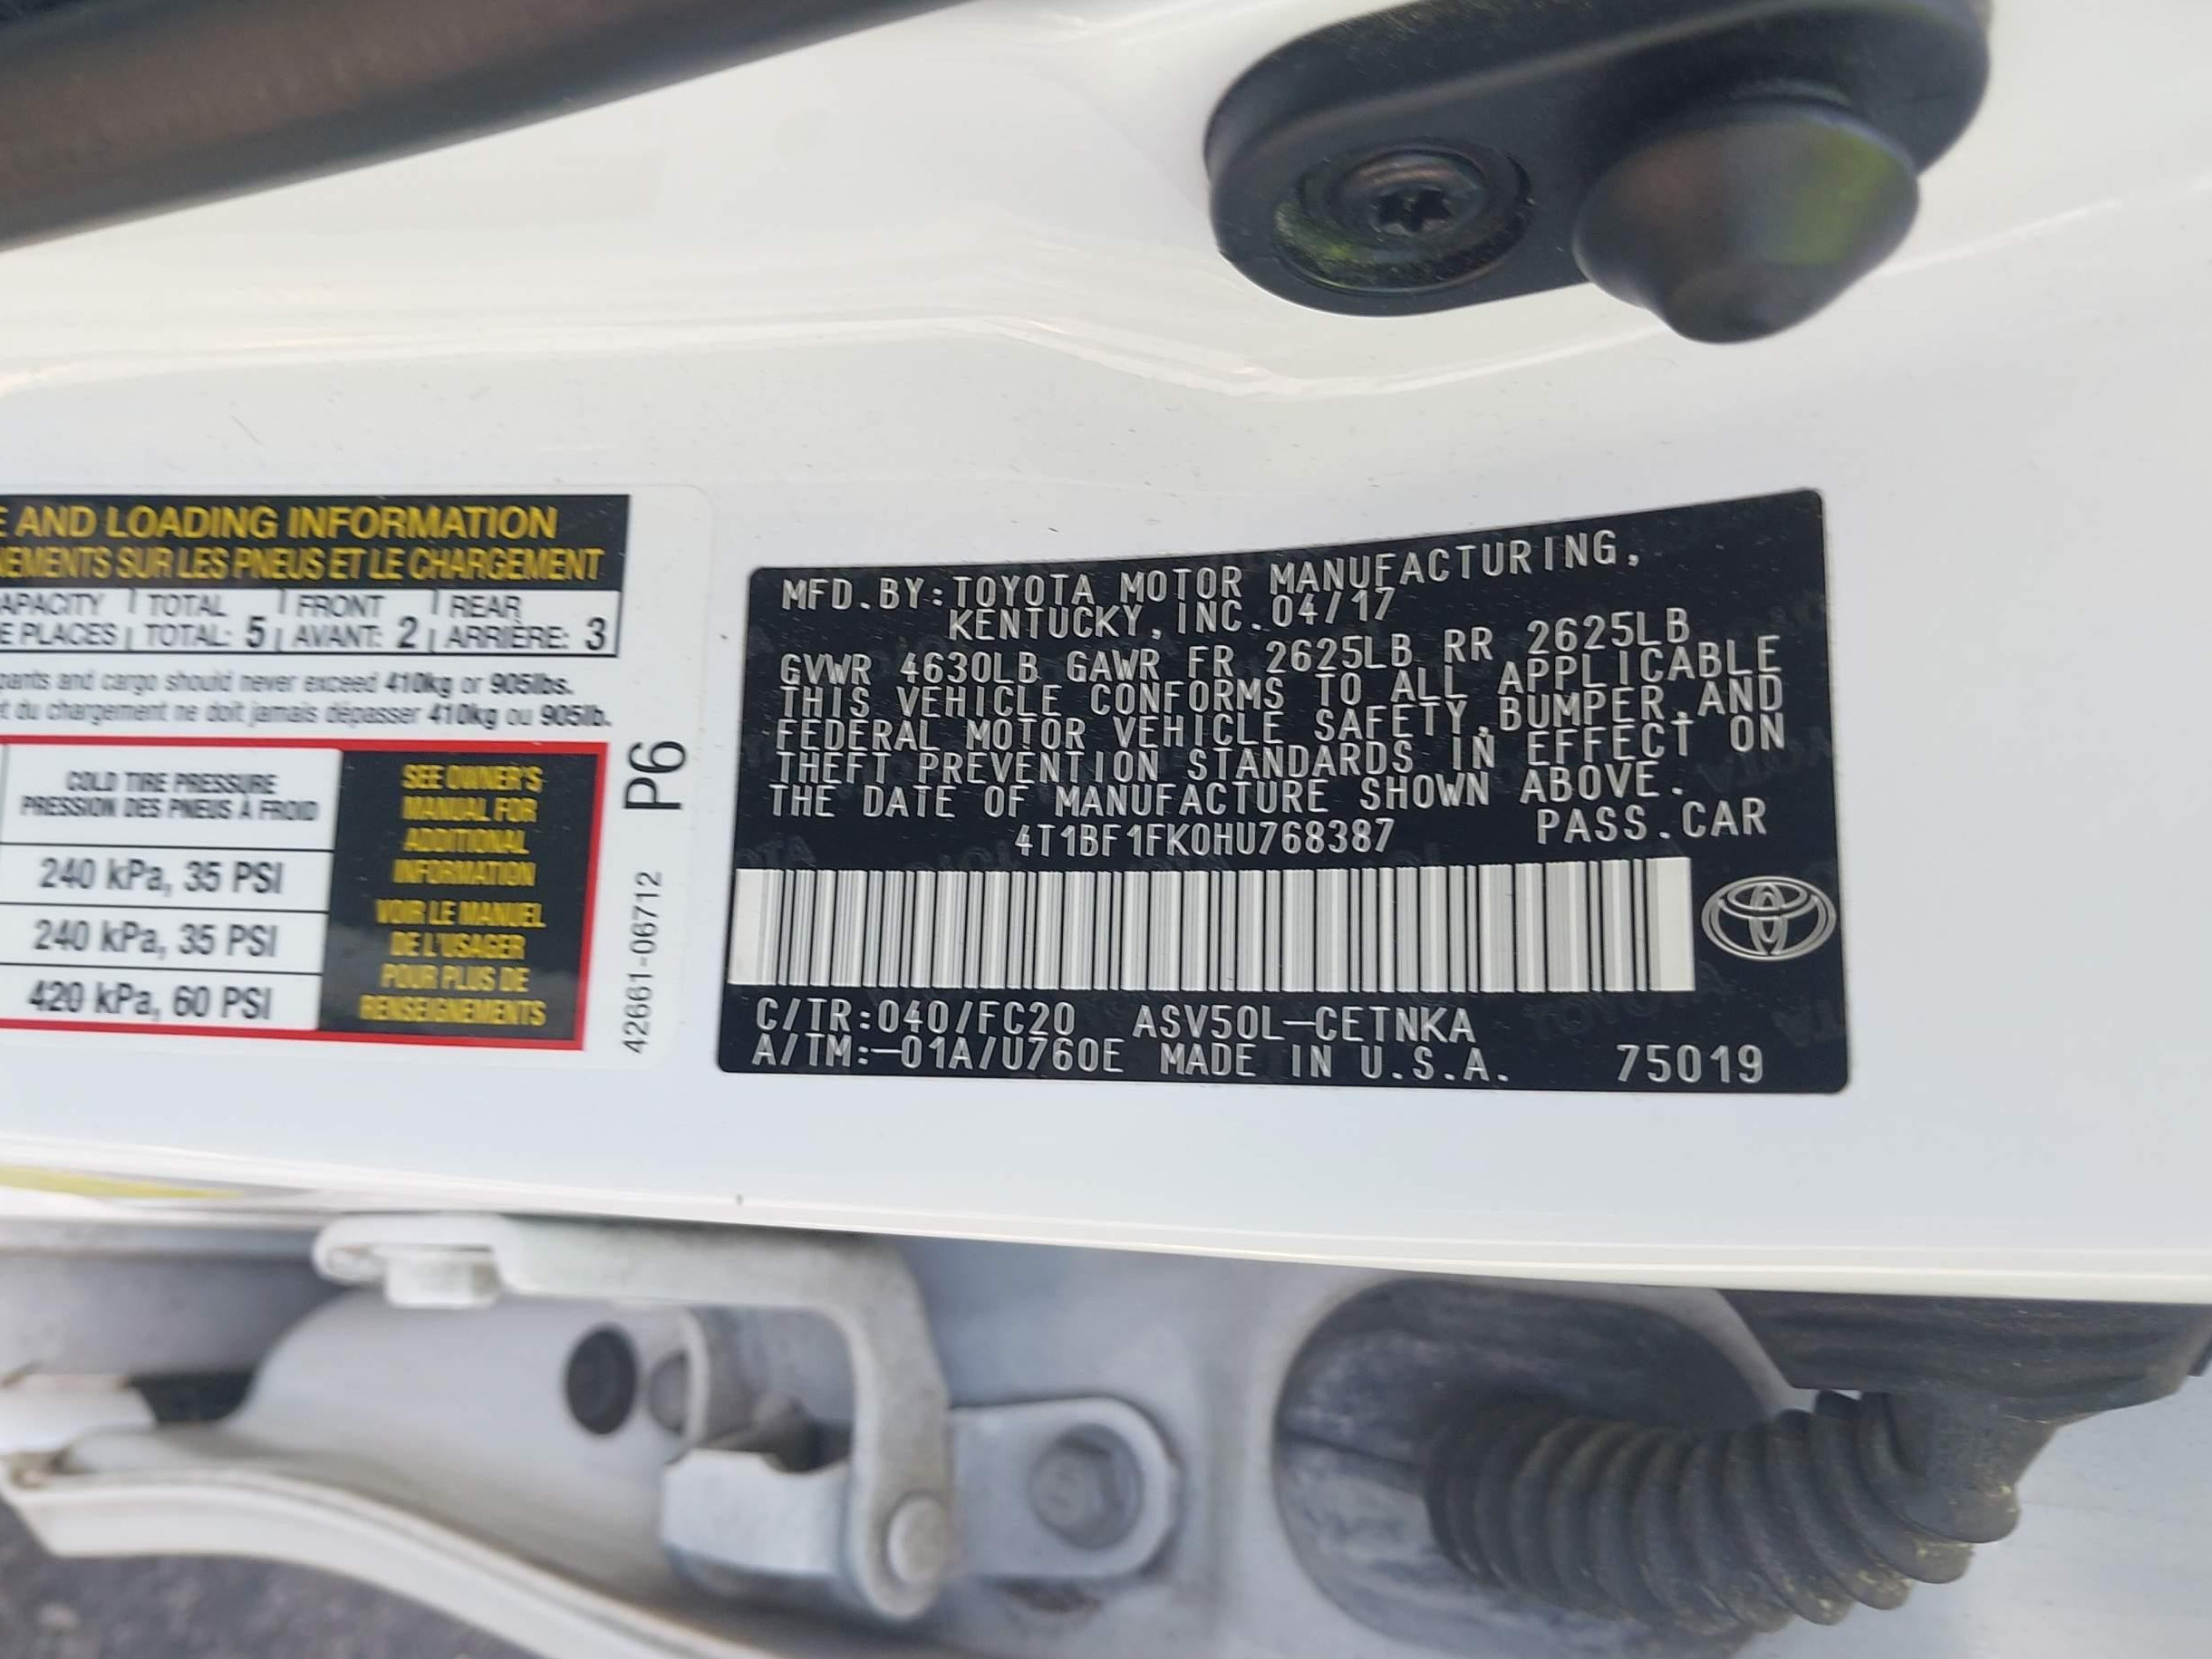 E AND LOADING INFORMATION
NEMENTS SUR LES PNEUS ET LE CHARGEMENT
APACITY TOTAL FRONT REAR
E PLACES TOTAL: 5 AVANT: 2 ARRIÈRE: 3
pants and cargo should never exceed 410kg or 905lbs.
t du chargement ne doit jamais dépasser 410kg ou 905lb.
COLD TIRE PRESSURE
PRESSION DES PNEUS À FROID
240 kPa, 35 PSI
240 kPa, 35 PSI
420 kPa, 60 PSI
SEE OWNER'S
MANUAL FOR
ADDITIONAL
INFORMATION
VOIR LE MANUEL
DE L'USAGER
POUR PLUS DE
RENSEIGNEMENTS
42661-06712 P6
MFD.BY:TOYOTA MOTOR MANUFACTURING,
KENTUCKY,INC.04/17
GVWR 4630LB GAWR FR 2625LB RR 2625LB
THIS VEHICLE CONFORMS TO ALL APPLICABLE
FEDERAL MOTOR VEHICLE SAFETY,BUMPER,AND
THEFT PREVENTION STANDARDS IN EFFECT ON
THE DATE OF MANUFACTURE SHOWN ABOVE.
4T1BF1FK0HU768387 PASS.CAR
C/TR:040/FC20 ASV50L-CETNKA
A/TM:-01A/U760E MADE IN U.S.A. 75019